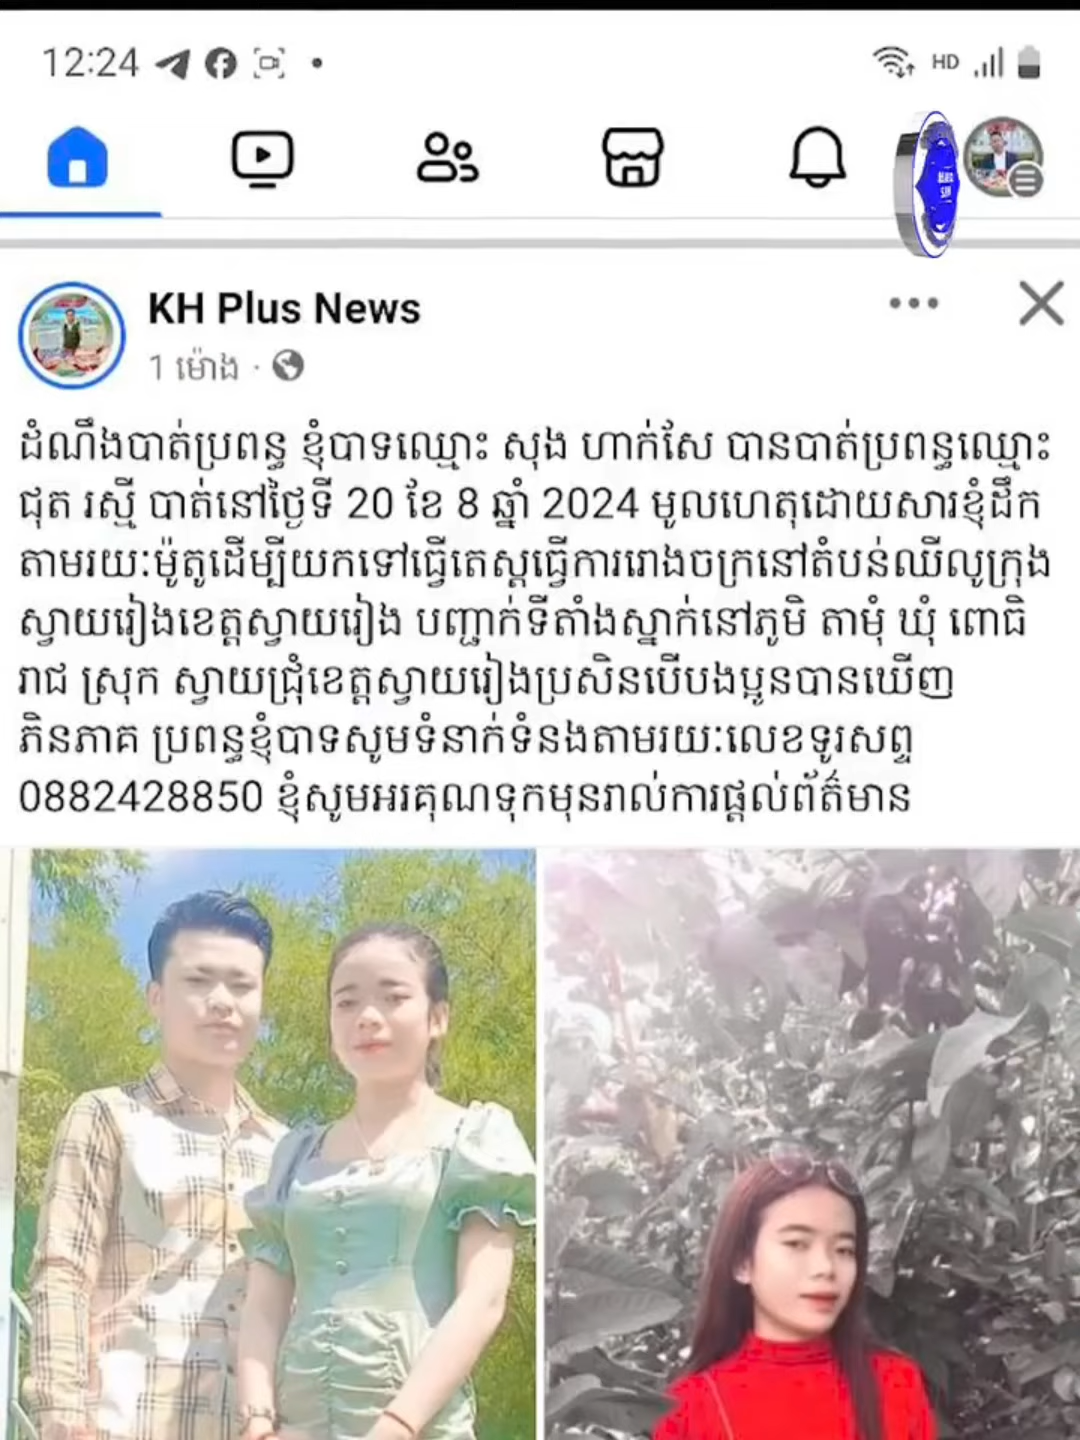 12:24
HD
KH Plus News
1 ម៉ោង ·
ដំណឹងបាត់ប្រពន្ធ ខ្ញុំបាទឈ្មោះ សុង ហាក់សែ បានបាត់ប្រពន្ធឈ្មោះ
ជុត រស្មី បាត់នៅថ្ងៃទី 20 ខែ 8 ឆ្នាំ 2024 មូលហេតុដោយសារខ្ញុំដឹក
តាមរយៈម៉ូតូដើម្បីយកទៅធ្វើតេស្តធ្វើការរោងចក្រនៅតំបន់ឈីលូក្រុង
ស្វាយរៀងខេត្តស្វាយរៀង បញ្ជាក់ទីតាំងស្នាក់នៅភូមិ តាមុំ ឃុំ ពោធិ
រាជ ស្រុក ស្វាយជ្រុំខេត្តស្វាយរៀងប្រសិនបើបងប្អូនបានឃើញ
ភិនភាគ ប្រពន្ធខ្ញុំបាទសូមទំនាក់ទំនងតាមរយៈលេខទូរសព្ទ
0882428850 ខ្ញុំសូមអរគុណទុកមុនរាល់ការផ្តល់ព័ត៌មាន